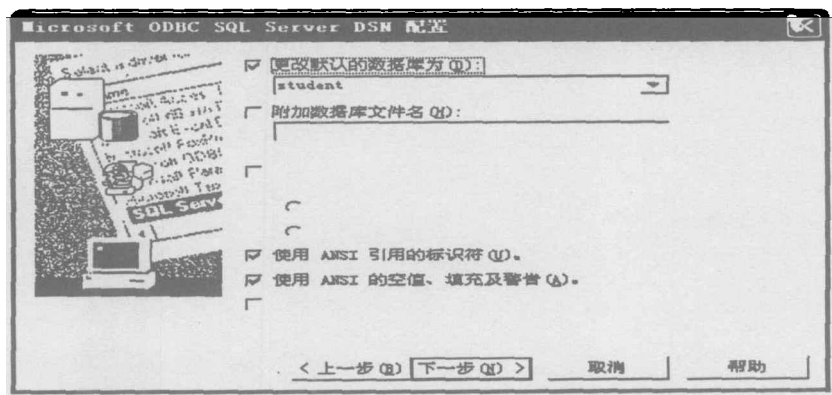 Microsoft ODBC SQL Server DSN 配置
更改默认的数据库为(D):
student
附加数据库文件名(H):
SQL Serv
使用 ANSI 引用的标识符(U)。
使用 ANSI 的空值、填充及警告(A)。
< 上一步(B)
下一步(N) >
取消
帮助